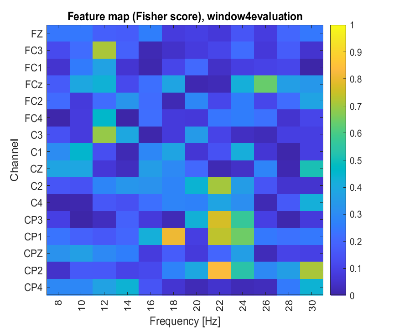 Feature map (Fisher score), window4evaluation
Channel
FZ
FC3
FC1
FCz
FC2
FC4
C3
C1
CZ
C2
C4
CP3
CP1
CPZ
CP2
CP4
8 10 12 14 16 18 20 22 24 26 28 30
Frequency [Hz]
1
0.9
0.8
0.7
0.6
0.5
0.4
0.3
0.2
0.1
0